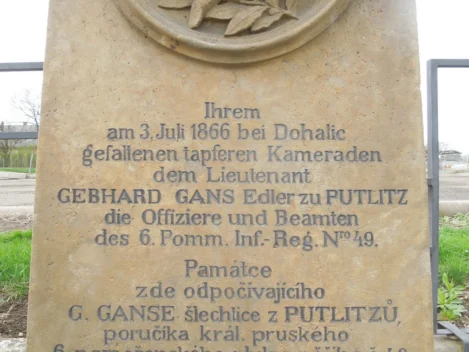 Ihrem
am 3. Juli 1866 bei Dohalic
gefallenen tapferen Kameraden
dem Lieutenant
GEBHARD GANS Edler zu PUTLITZ
die Offiziere und Beamten
des 6. Pomm. Inf.-Reg. Nro 49.
Památce
zde odpočívajícího
G. GANSE šlechtice z PUTLITZŮ,
poručíka král. pruského